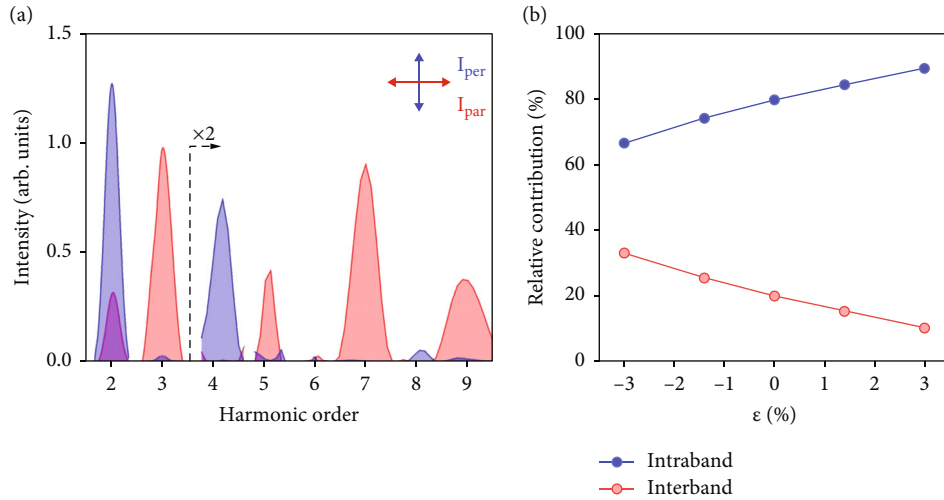 (a)
Intensity (arb. units)
1.5
1.0
0.5
0.0
×2
I_per
I_par
2 3 4 5 6 7 8 9
Harmonic order
(b)
Relative contribution (%)
100
80
60
40
20
0
−3 −2 −1 0 1 2 3
ε (%)
Intraband
Interband